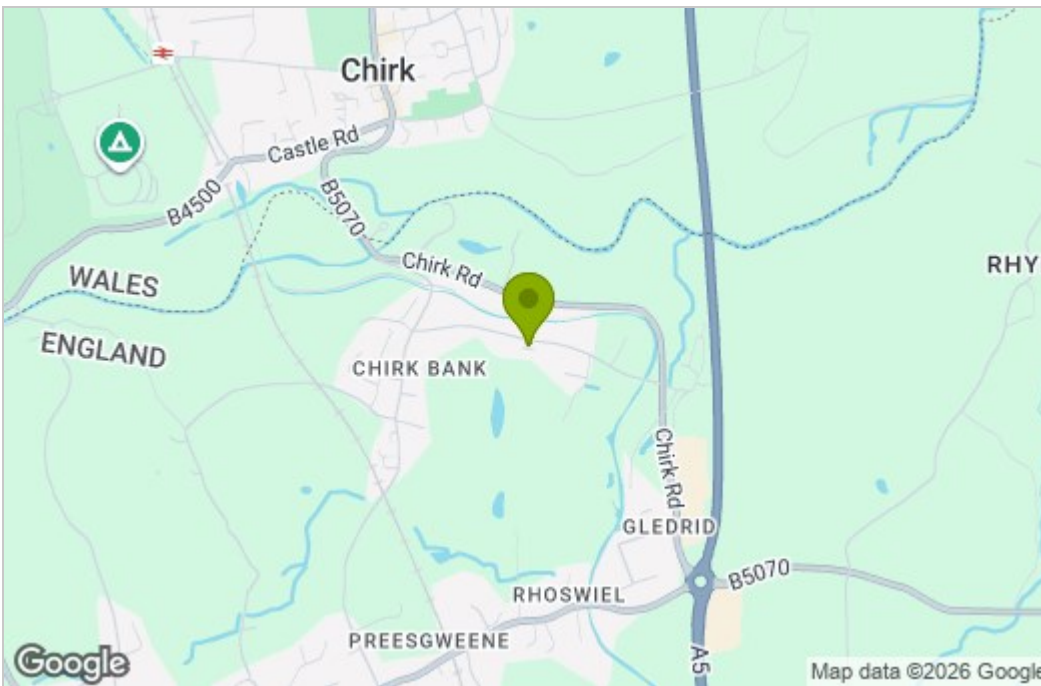 Chirk
Castle Rd
B4500
B5070
WALES
Chirk Rd
RHY
ENGLAND
CHIRK BANK
Chirk Rd
GLEDRID
B5070
RHOSWIEL
PREESGWEENE
A5
Google
Map data ©2026 Google